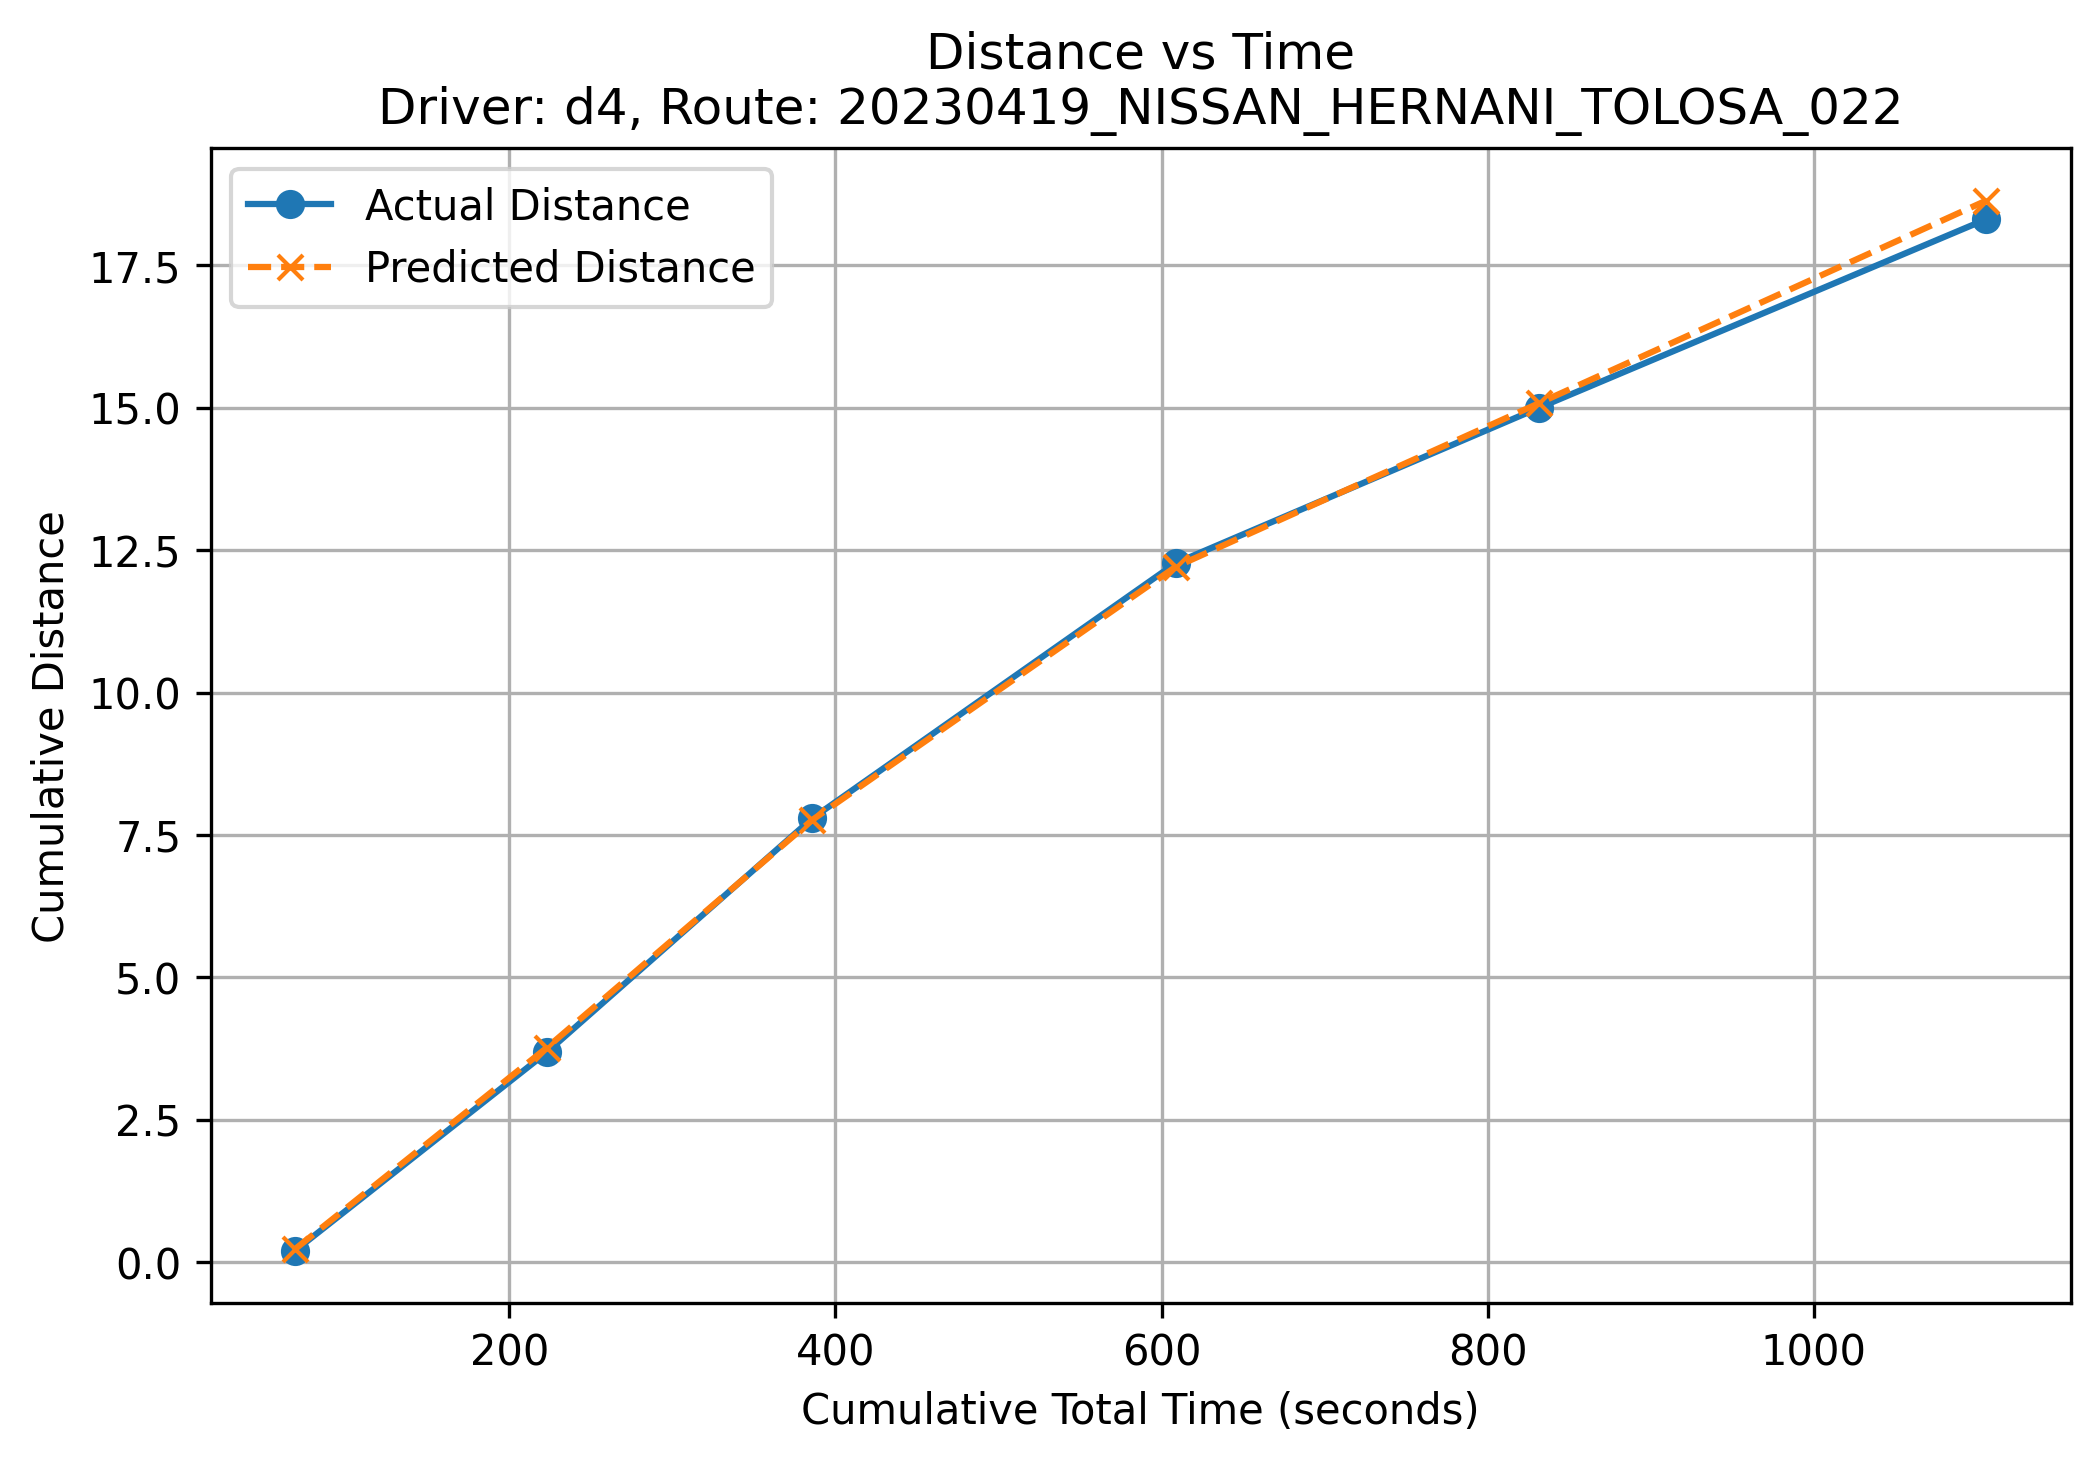 Distance vs Time
Driver: d4, Route: 20230419_NISSAN_HERNANI_TOLOSA_022
Actual Distance
Predicted Distance
17.5
15.0
12.5
10.0
7.5
5.0
2.5
0.0
Cumulative Distance
200 400 600 800 1000
Cumulative Total Time (seconds)